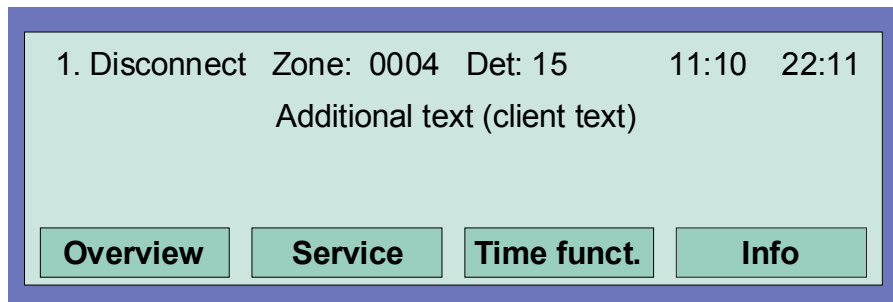 1. Disconnect Zone: 0004 Det: 15 11:10 22:11
Additional text (client text)
Overview Service Time funct. Info